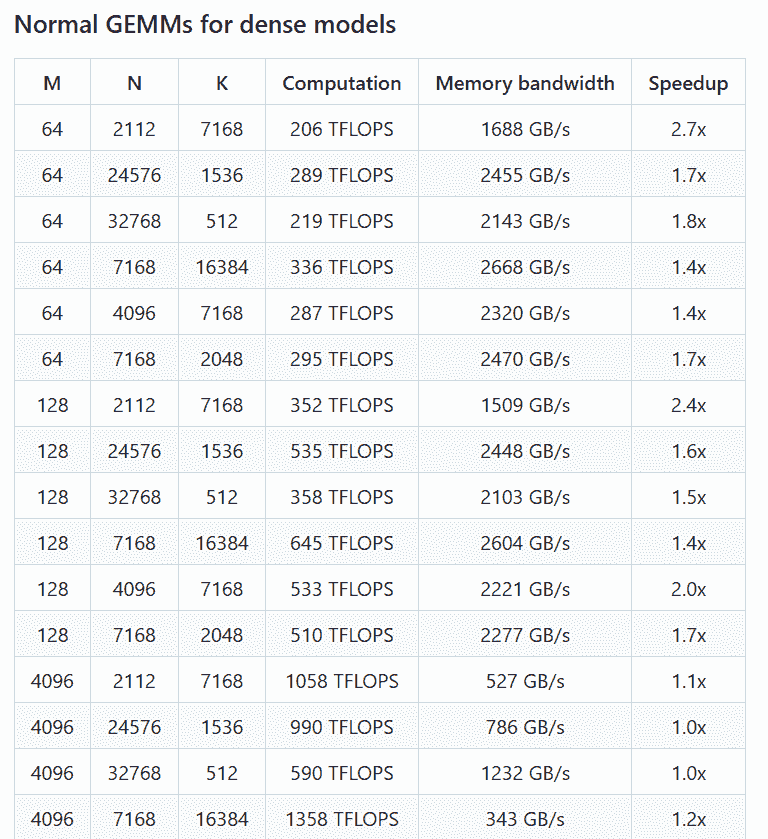 Normal GEMMs for dense models
M N K Computation Memory bandwidth Speedup
64 2112 7168 206 TFLOPS 1688 GB/s 2.7x
64 24576 1536 289 TFLOPS 2455 GB/s 1.7x
64 32768 512 219 TFLOPS 2143 GB/s 1.8x
64 7168 16384 336 TFLOPS 2668 GB/s 1.4x
64 4096 7168 287 TFLOPS 2320 GB/s 1.4x
64 7168 2048 295 TFLOPS 2470 GB/s 1.7x
128 2112 7168 352 TFLOPS 1509 GB/s 2.4x
128 24576 1536 535 TFLOPS 2448 GB/s 1.6x
128 32768 512 358 TFLOPS 2103 GB/s 1.5x
128 7168 16384 645 TFLOPS 2604 GB/s 1.4x
128 4096 7168 533 TFLOPS 2221 GB/s 2.0x
128 7168 2048 510 TFLOPS 2277 GB/s 1.7x
4096 2112 7168 1058 TFLOPS 527 GB/s 1.1x
4096 24576 1536 990 TFLOPS 786 GB/s 1.0x
4096 32768 512 590 TFLOPS 1232 GB/s 1.0x
4096 7168 16384 1358 TFLOPS 343 GB/s 1.2x